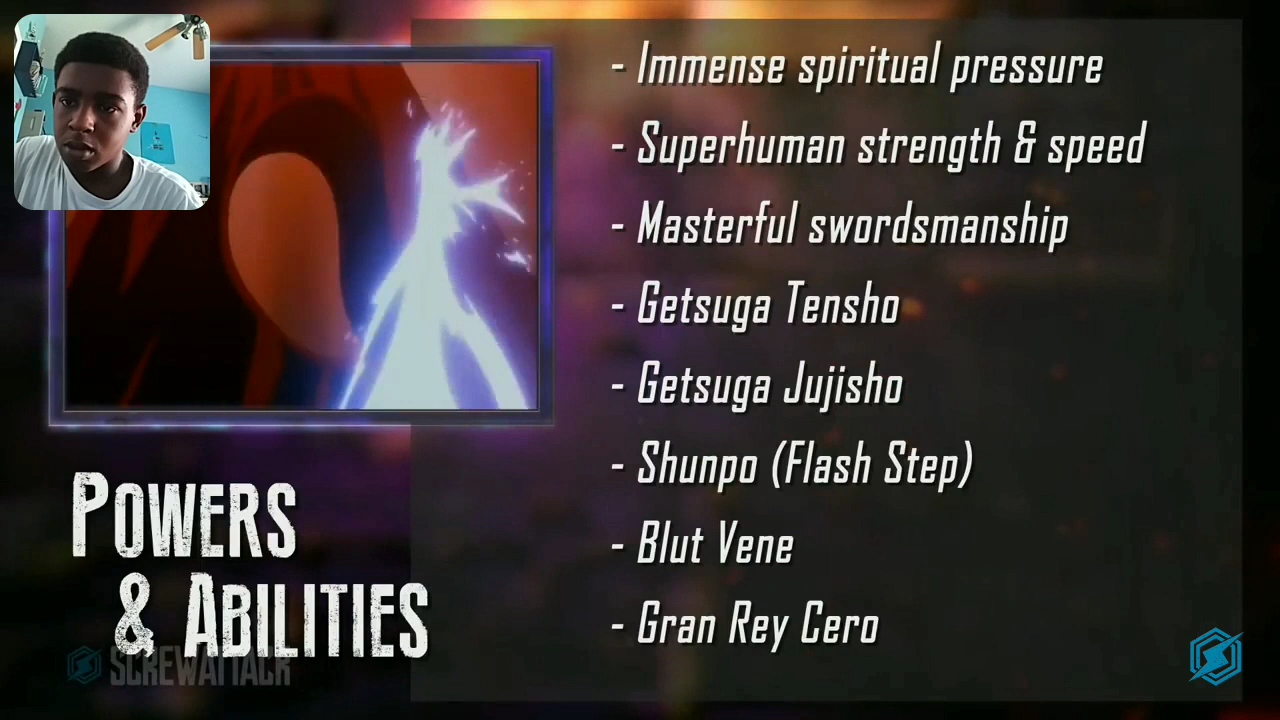 - Immense spiritual pressure
- Superhuman strength & speed
- Masterful swordsmanship
- Getsuga Tensho
- Getsuga Jujisho
- Shunpo (Flash Step)
- Blut Vene
- Gran Rey Cero
Powers
& Abilities
SCREWATTACK